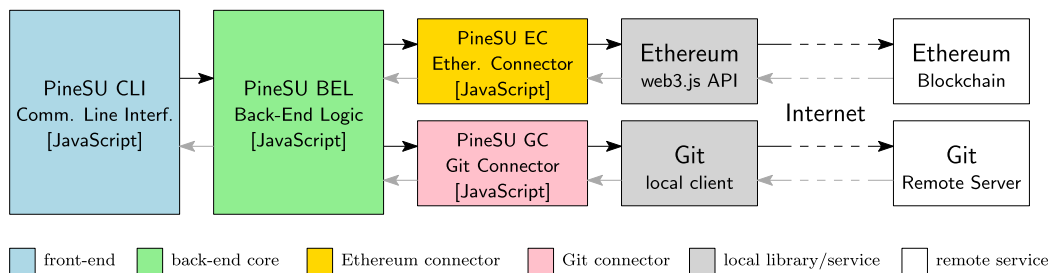 PineSU CLI
Comm. Line Interf.
[JavaScript]
PineSU BEL
Back-End Logic
[JavaScript]
PineSU EC
Ether. Connector
[JavaScript]
Ethereum
web3.js API
Ethereum
Blockchain
Internet
PineSU GC
Git Connector
[JavaScript]
Git
local client
Git
Remote Server
front-end
back-end core
Ethereum connector
Git connector
local library/service
remote service